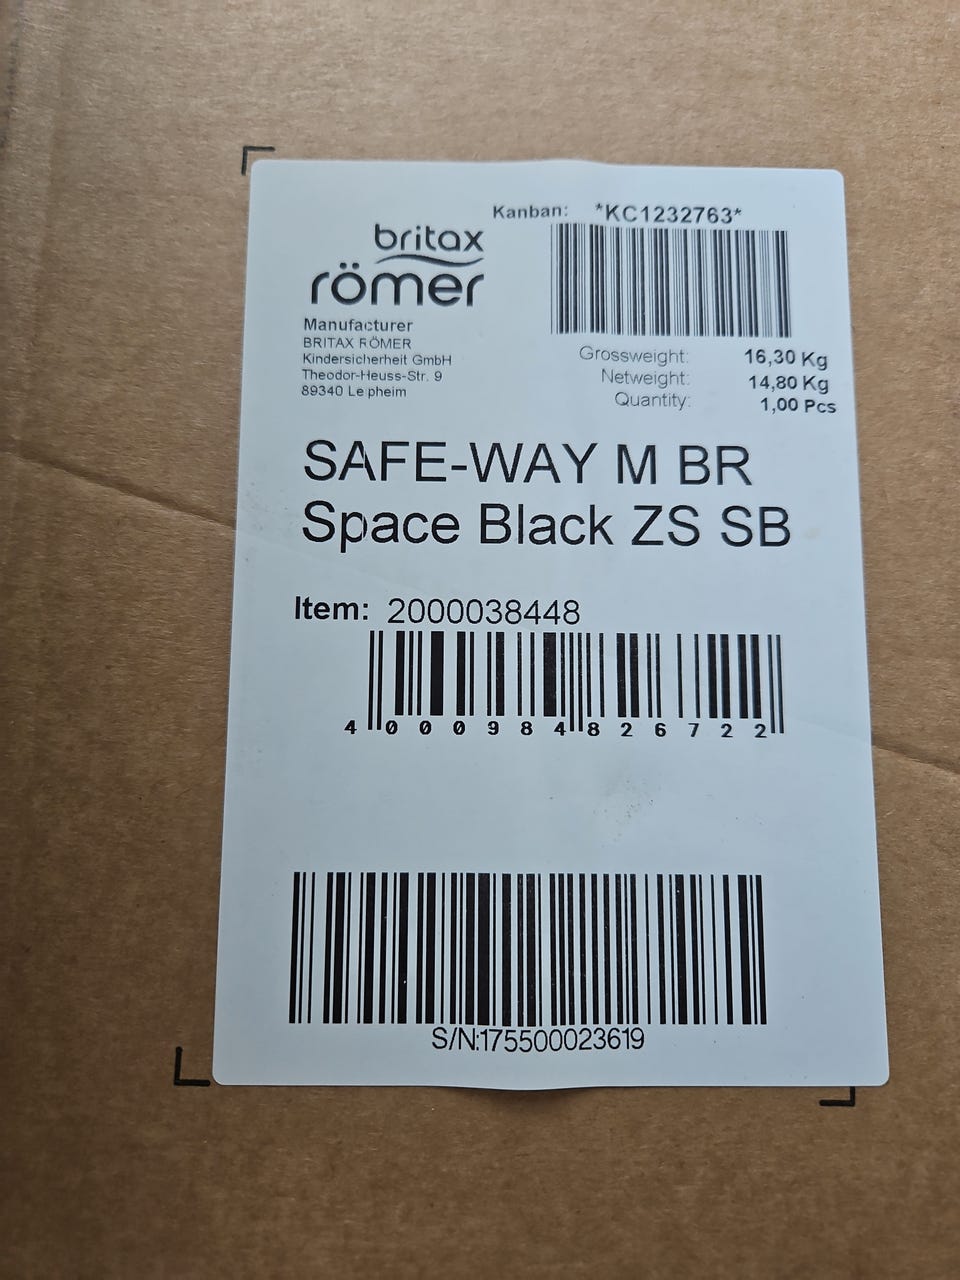 Kanban: *KC1232763*
britax
römer
Manufacturer
BRITAX RÖMER
Kindersicherheit GmbH
Theodor-Heuss-Str. 9
89340 Leipheim
Grossweight: 16,30 Kg
Netweight: 14,80 Kg
Quantity: 1,00 Pcs
SAFE-WAY M BR
Space Black ZS SB
Item: 2000038448
4 000984 826722
S/N:175500023619